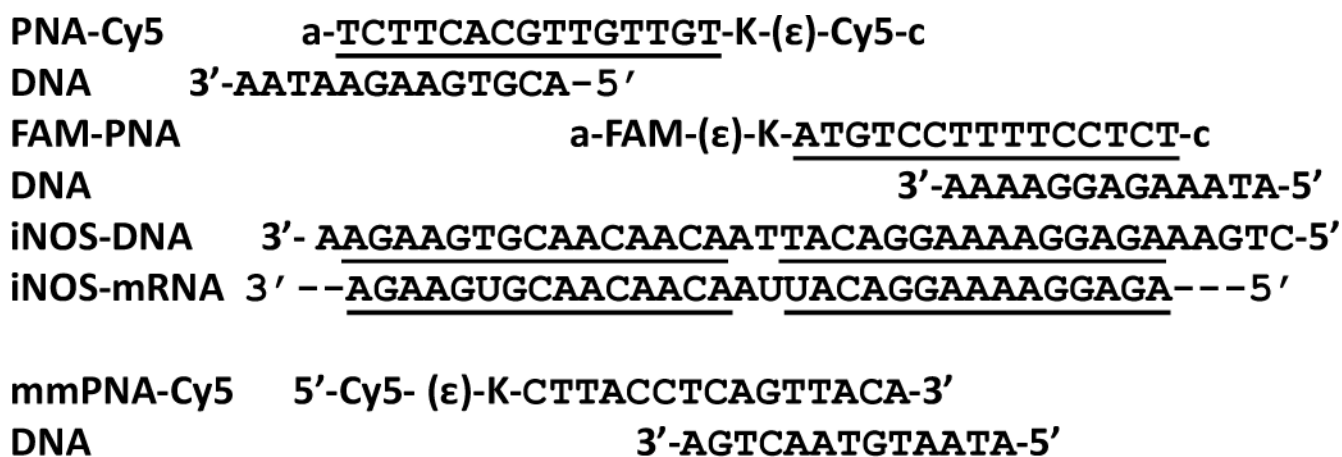 PNA-Cy5 a-TCTTCACGTTGTTGT-K-(ε)-Cy5-c
DNA 3’-AATAAGAAGTGCA-5′
FAM-PNA a-FAM-(ε)-K-ATGTCCTTTTCCTCT-c
DNA 3’-AAAAGGAGAAATA-5’
iNOS-DNA 3’- AAGAAGTGCAACAACAATTACAGGAAAAGGAGAAAGTC-5’
iNOS-mRNA 3′ --AGAAGUGCAACAACAAUUACAGGAAAAGGAGA---5′
mmPNA-Cy5 5’-Cy5- (ε)-K-CTTACCTCAGTTACA-3’
DNA 3’-AGTCAATGTAATA-5’